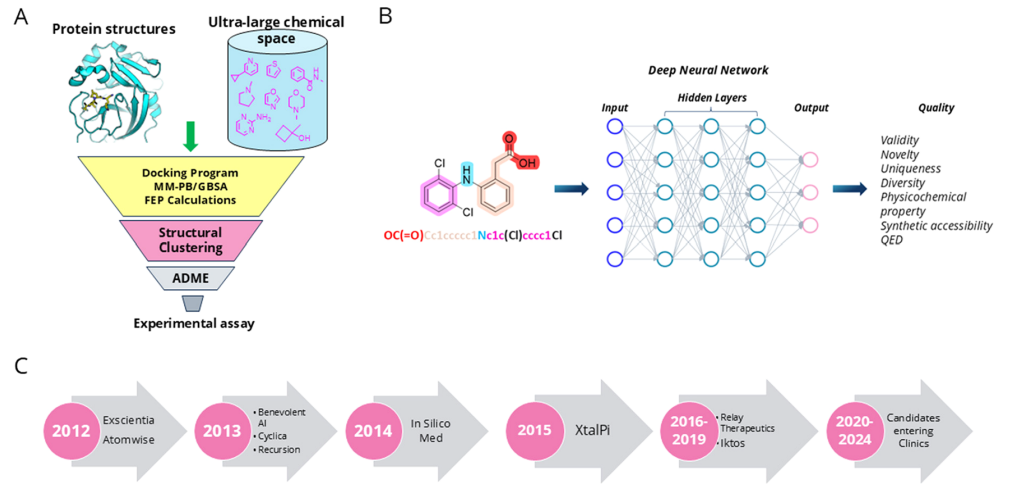 A
Protein structures
Ultra-large chemical
space
N
S
N
H
N
O
N
N
O
O
N
N
N
NH2
N
OH
Docking Program
MM-PB/GBSA
FEP Calculations
Structural
Clustering
ADME
Experimental assay
B
O
OH
Cl
H
N
Cl
OC(=O)Cc1ccccc1Nc1c(Cl)cccc1Cl
Deep Neural Network
Input
Hidden Layers
Output
Quality
Validity
Novelty
Uniqueness
Diversity
Physicochemical
property
Synthetic accessibility
QED
C
2012
Exscientia
Atomwise
2013
• Benevolent
AI
• Cyclica
• Recursion
2014
In Silico
Med
2015
XtalPi
2016-
2019
• Relay
Therapeutics
• Iktos
2020-
2024
Candidates
entering
Clinics